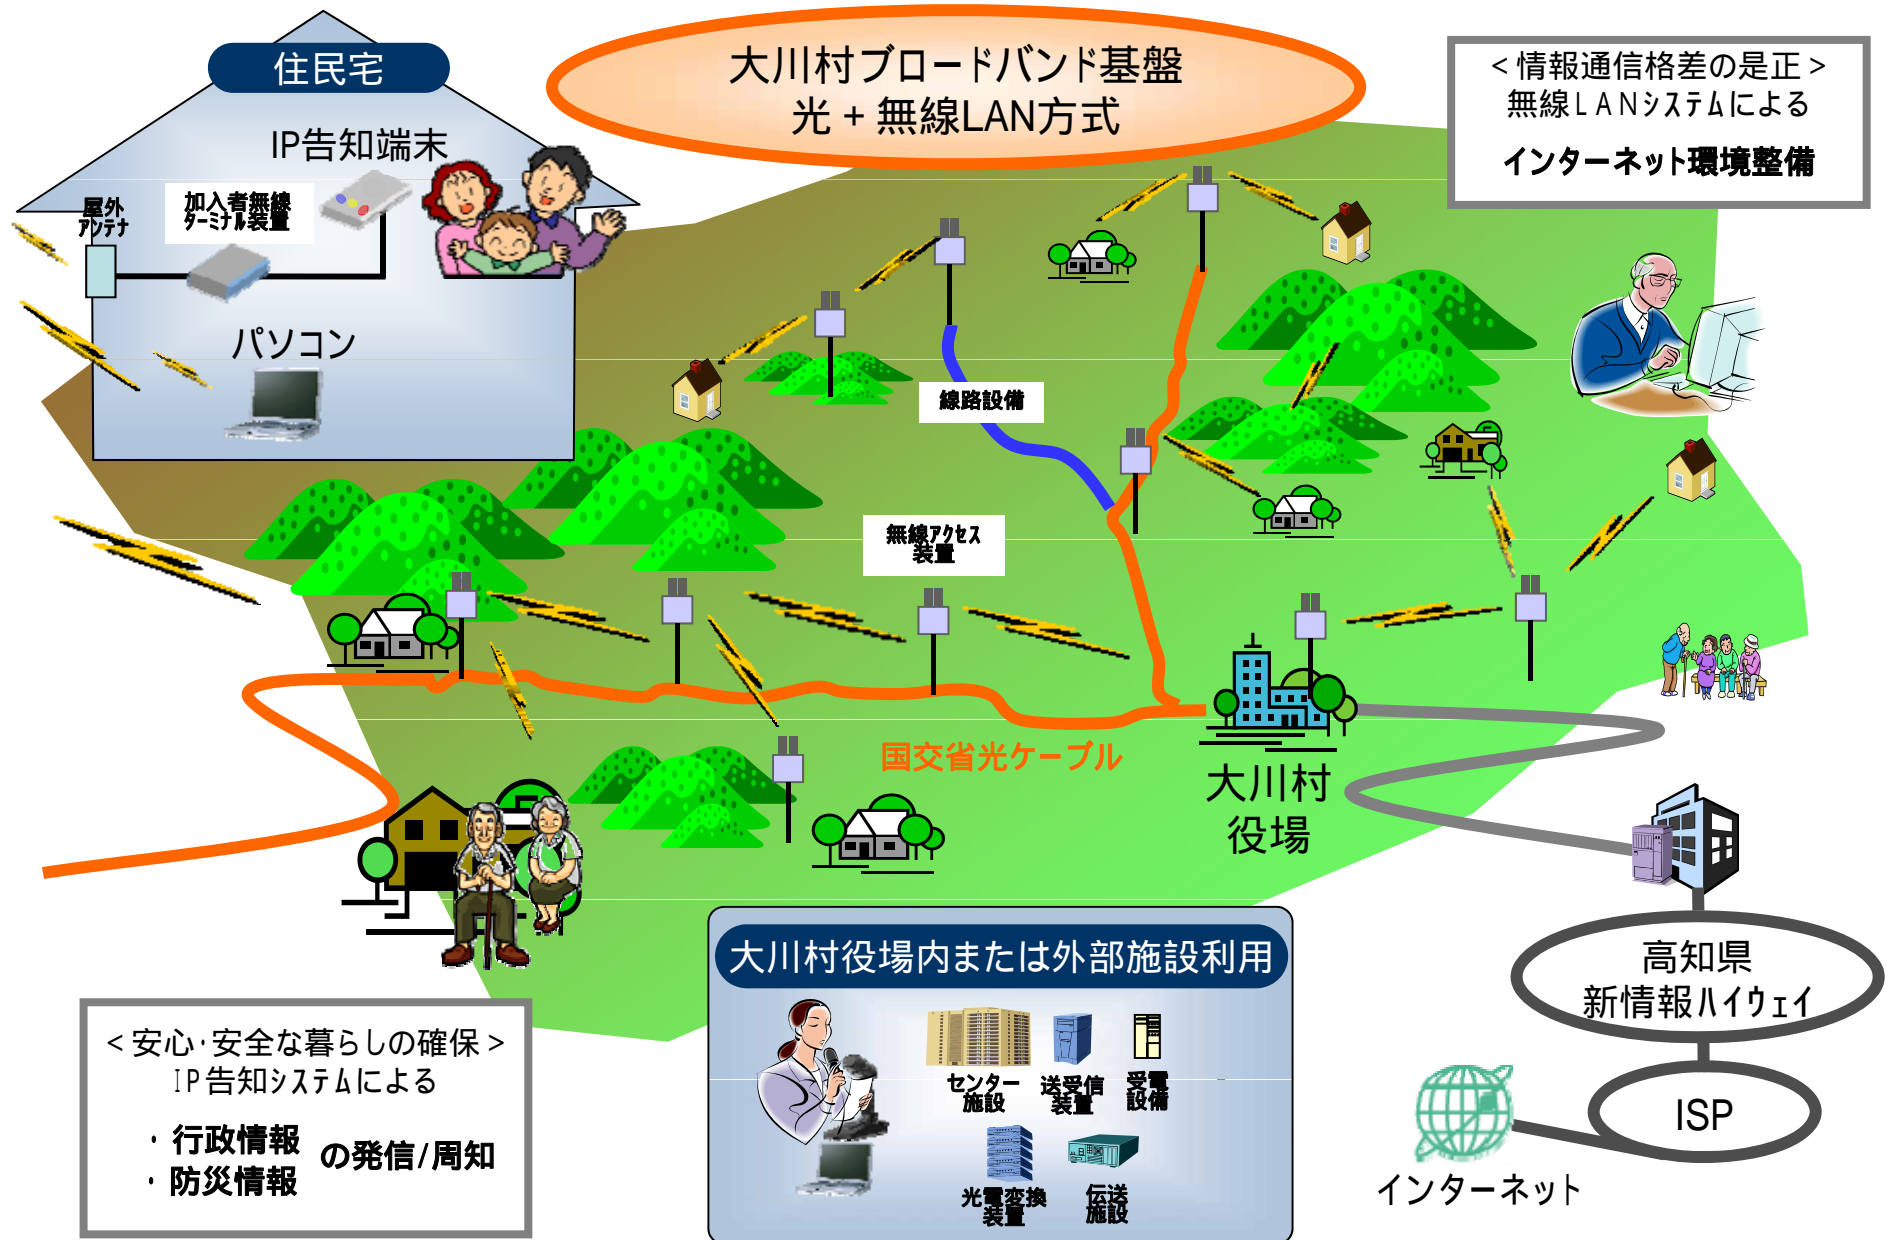 住民宅
大川村ブロードバンド基盤
光+無線LAN方式
<情報通信格差の是正>
無線LANシステムによる
インターネット環境整備
IP告知端末
屋外
アンテナ
加入者無線
ターミナル装置
パソコン
線路設備
無線アクセス
装置
国交省光ケーブル
大川村
役場
大川村役場内または外部施設利用
センター
施設
送受信
装置
受電
設備
光電変換
装置
伝送
施設
高知県
新情報ハイウェイ
ISP
インターネット
<安心・安全な暮らしの確保>
IP告知システムによる
・行政情報
・防災情報
の発信/周知